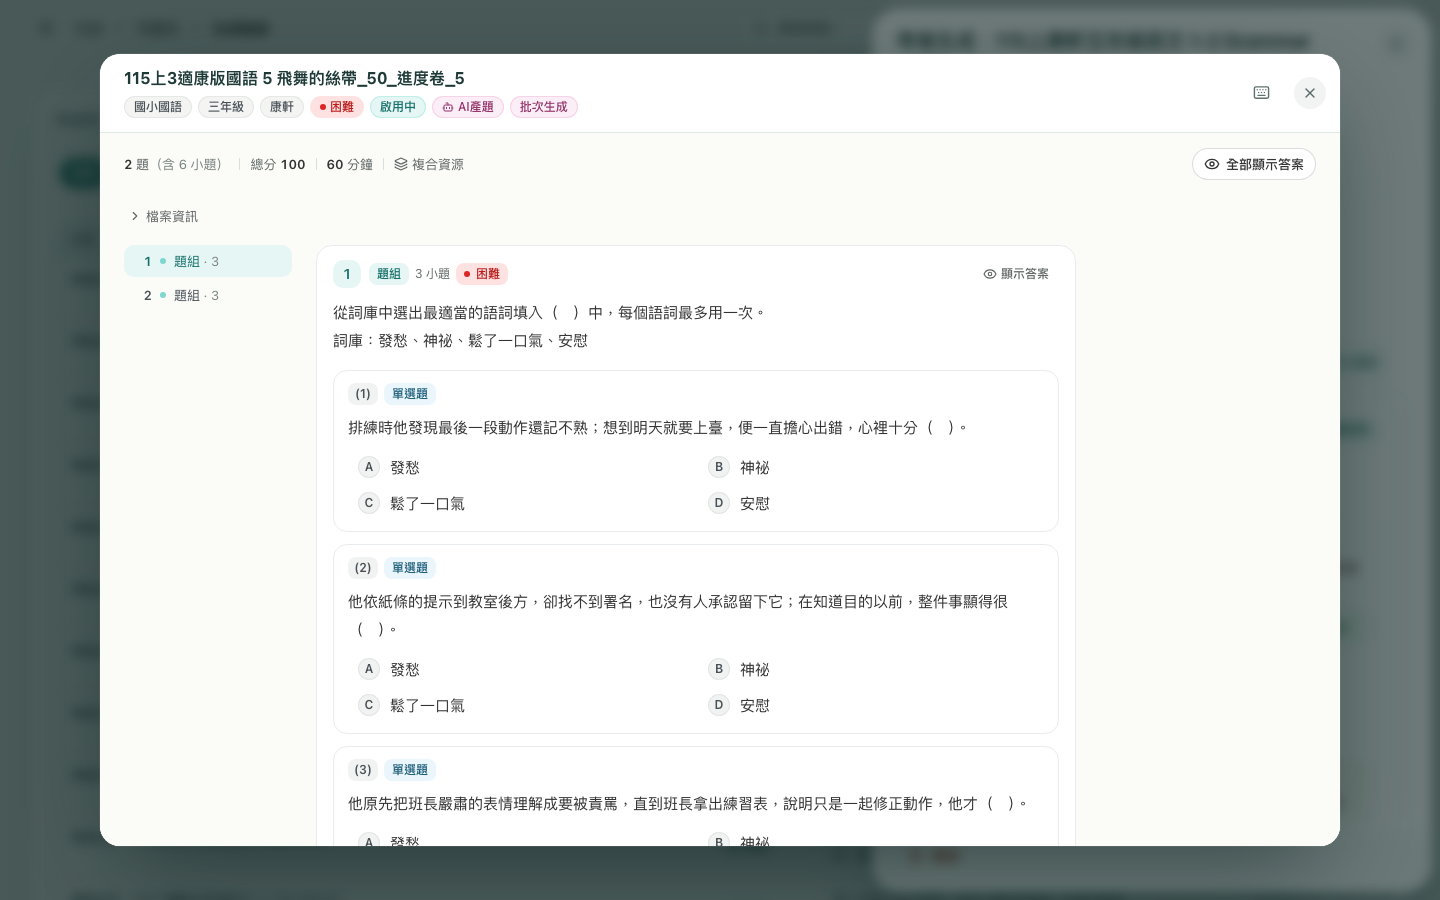 115上3適康版國語 5 飛舞的絲帶_50_進度卷_5
國小國語 三年級 康軒 困難 啟用中 AI產題 批次生成
2 題（含 6 小題） 總分 100 60 分鐘 複合資源 全部顯示答案
檔案資訊
1 題組 · 3
2 題組 · 3
1 題組 3 小題 困難 顯示答案
從詞庫中選出最適當的語詞填入（　）中，每個語詞最多用一次。
詞庫：發愁、神祕、鬆了一口氣、安慰
(1) 單選題
排練時他發現最後一段動作還記不熟；想到明天就要上臺，便一直擔心出錯，心裡十分（　）。
A 發愁 B 神祕
C 鬆了一口氣 D 安慰
(2) 單選題
他依紙條的提示到教室後方，卻找不到署名，也沒有人承認留下它；在知道目的以前，整件事顯得很
（　）。
A 發愁 B 神祕
C 鬆了一口氣 D 安慰
(3) 單選題
他原先把班長嚴肅的表情理解成要被責罵，直到班長拿出練習表，說明只是一起修正動作，他才（　）。
A 發愁 B 神祕